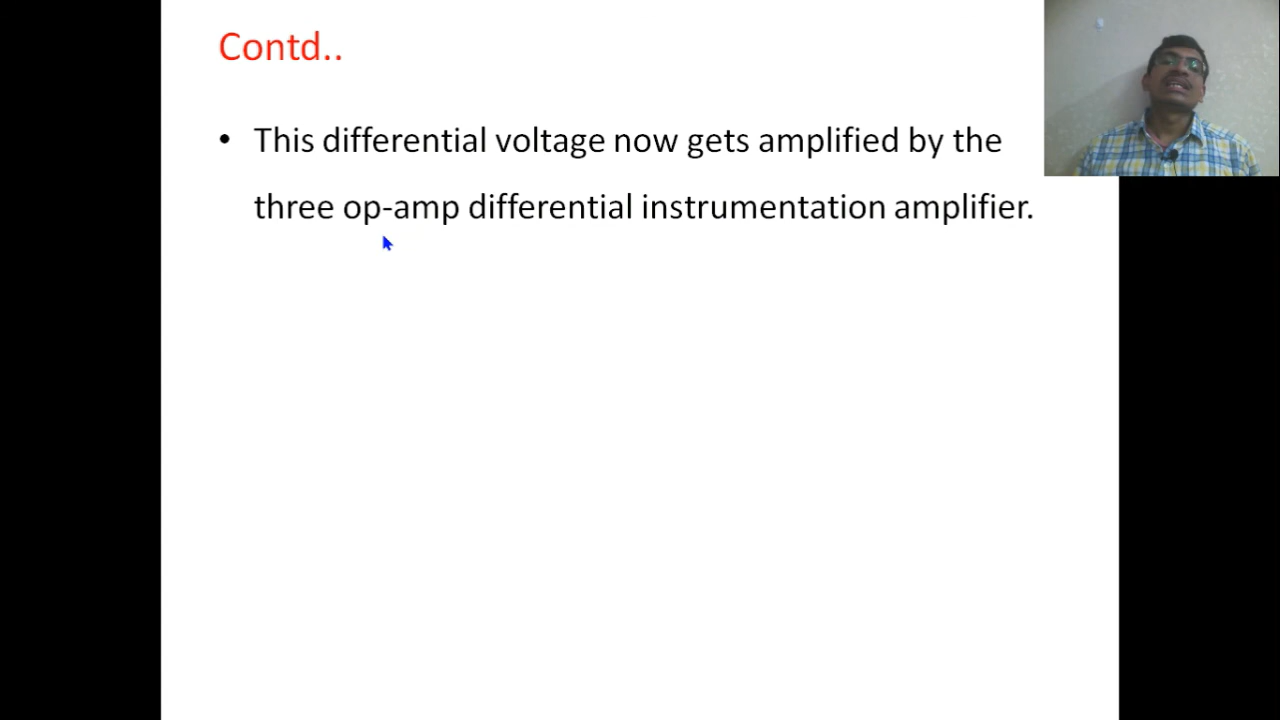 Contd..
• This differential voltage now gets amplified by the
three op-amp differential instrumentation amplifier.